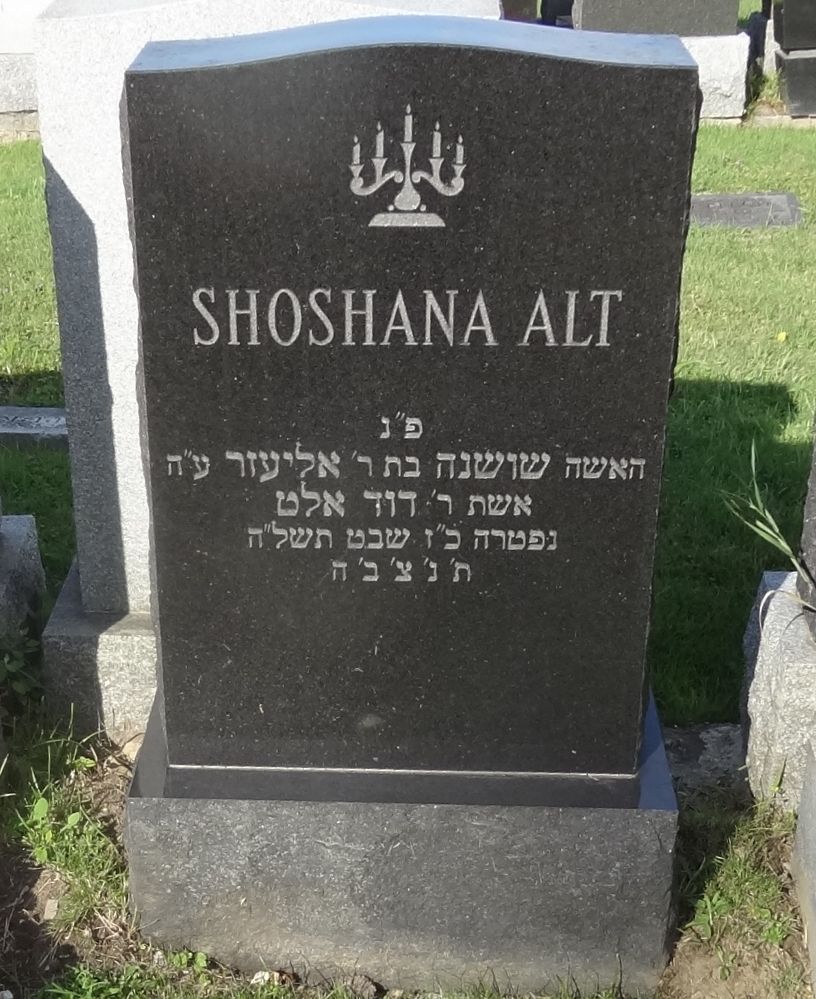 SHOSHANA ALT
פ״נ
האשה שושנה בת ר׳ אליעזר ע״ה
אשת ר׳ דוד אלט
נפטרה כ״ז שבט תשל״ה
ת׳ נ׳ צ׳ ב׳ ה